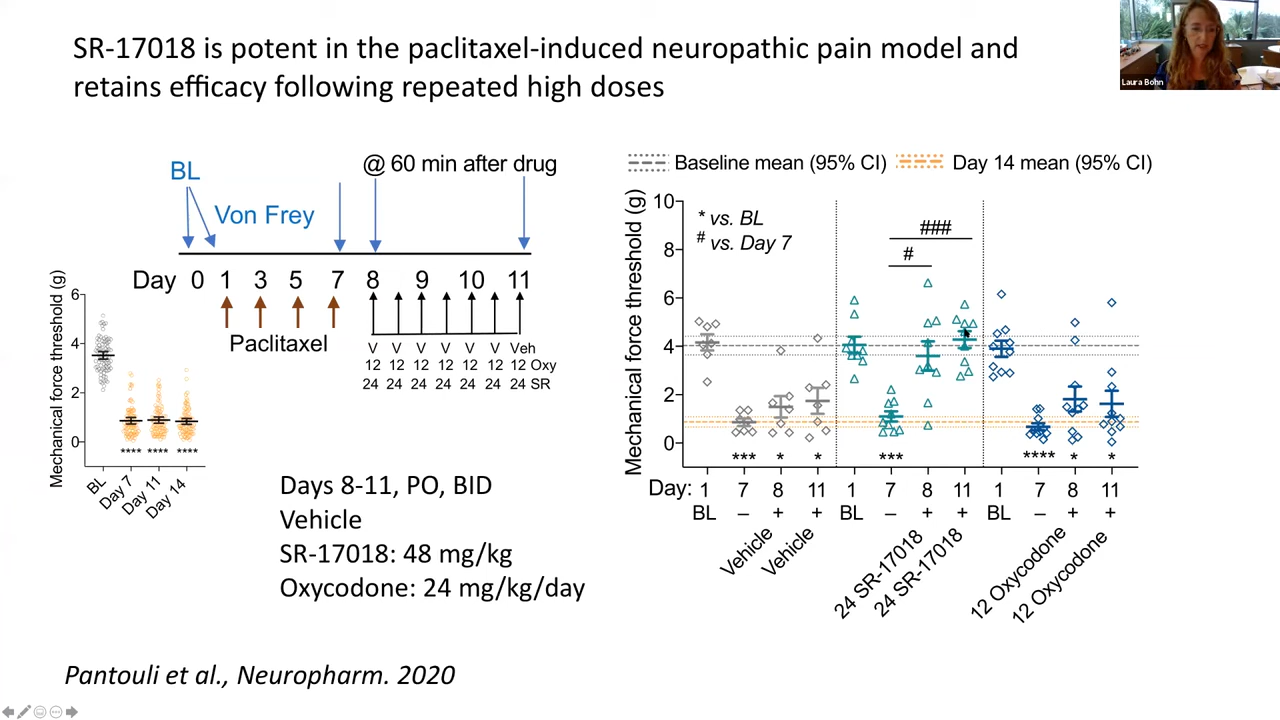 SR-17018 is potent in the paclitaxel-induced neuropathic pain model and
retains efficacy following repeated high doses
Laura Bohn
BL
Von Frey
@ 60 min after drug
Day 0 1 3 5 7 8 9 10 11
Paclitaxel
V V V V V V Veh
12 12 12 12 12 12 12 Oxy
24 24 24 24 24 24 24 SR
Mechanical force threshold (g)
6
4
2
0
**** **** ****
BL Day 7 Day 11 Day 14
Days 8-11, PO, BID
Vehicle
SR-17018: 48 mg/kg
Oxycodone: 24 mg/kg/day
Baseline mean (95% CI) Day 14 mean (95% CI)
Mechanical force threshold (g)
10
8
6
4
2
0
* vs. BL
# vs. Day 7
###
#
*** * * *** **** * *
Day: 1 7 8 11 1 7 8 11 1 7 8 11
BL – + + BL – + + BL – + +
Vehicle Vehicle 24 SR-17018 24 SR-17018 12 Oxycodone 12 Oxycodone
Pantouli et al., Neuropharm. 2020